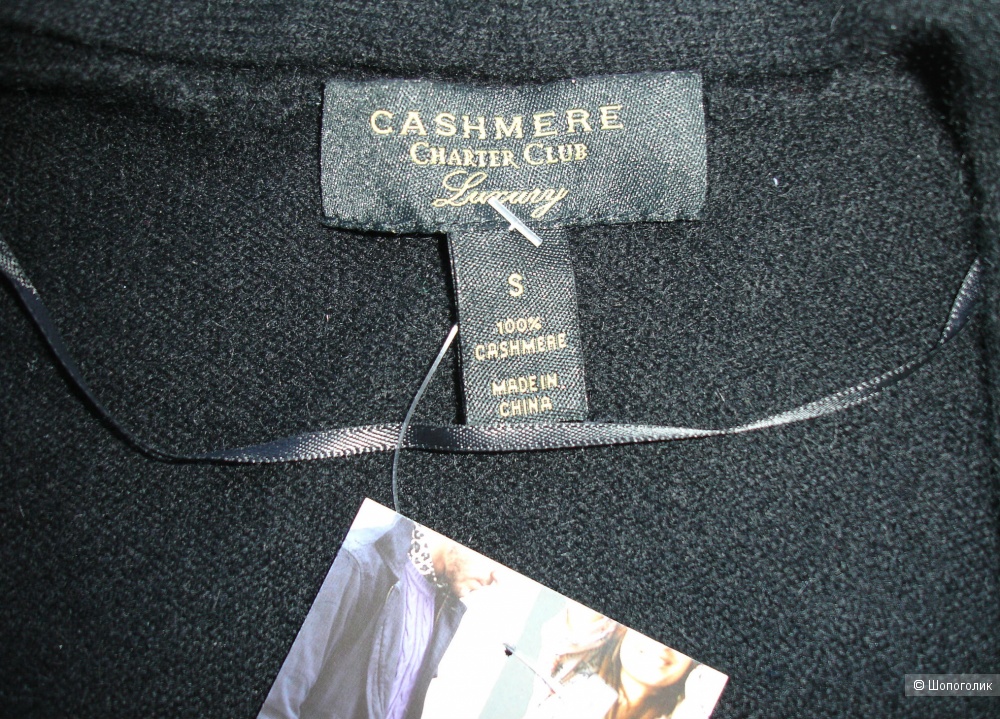 CASHMERE
CHARTER CLUB
Luxury
S
100%
CASHMERE
MADE IN
CHINA
© Шопоголик